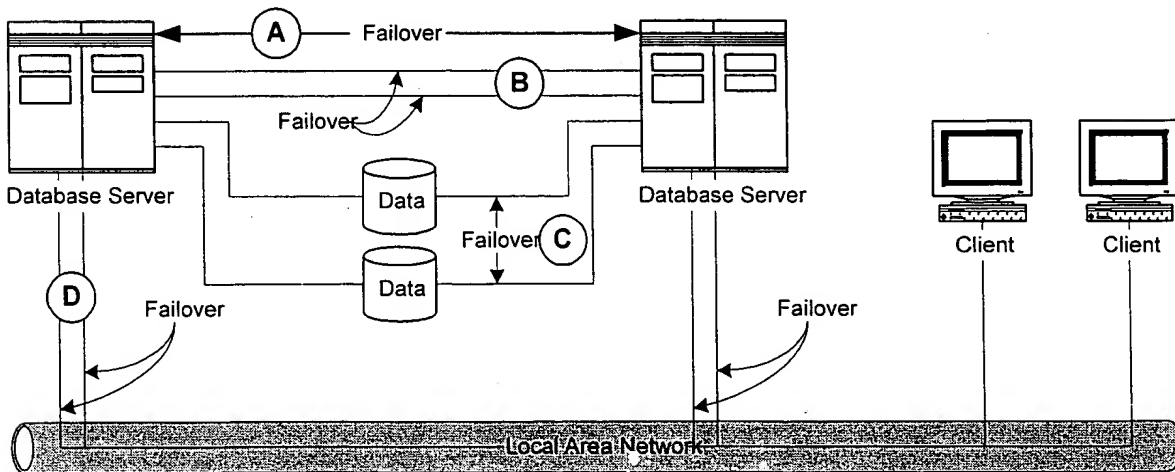 A
Failover
B
Failover
Database Server
Data
Database Server
Failover
C
Client
Client
Data
D
Failover
Failover
Local Area Network